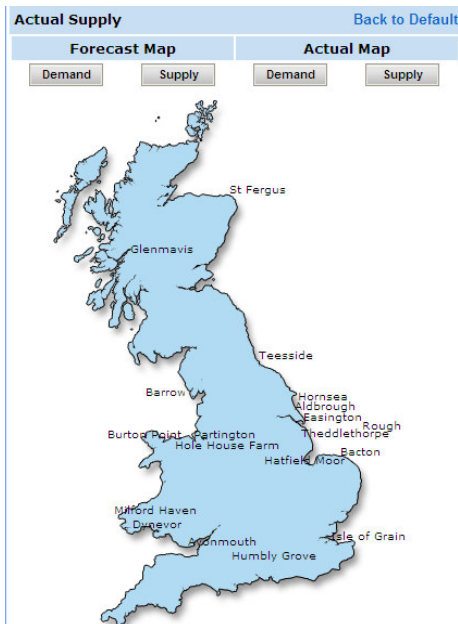 Actual Supply Back to Default
Forecast Map Actual Map
Demand Supply Demand Supply
St Fergus
Glenmavis
Teesside
Barrow
Hornsea
Aldbrough
Easington
Rough
Burton Point Partington Theddlethorpe
Hole House Farm
Bacton
Hatfield Moor
Milford Haven
Dynevor
Isle of Grain
Avonmouth
Humbly Grove